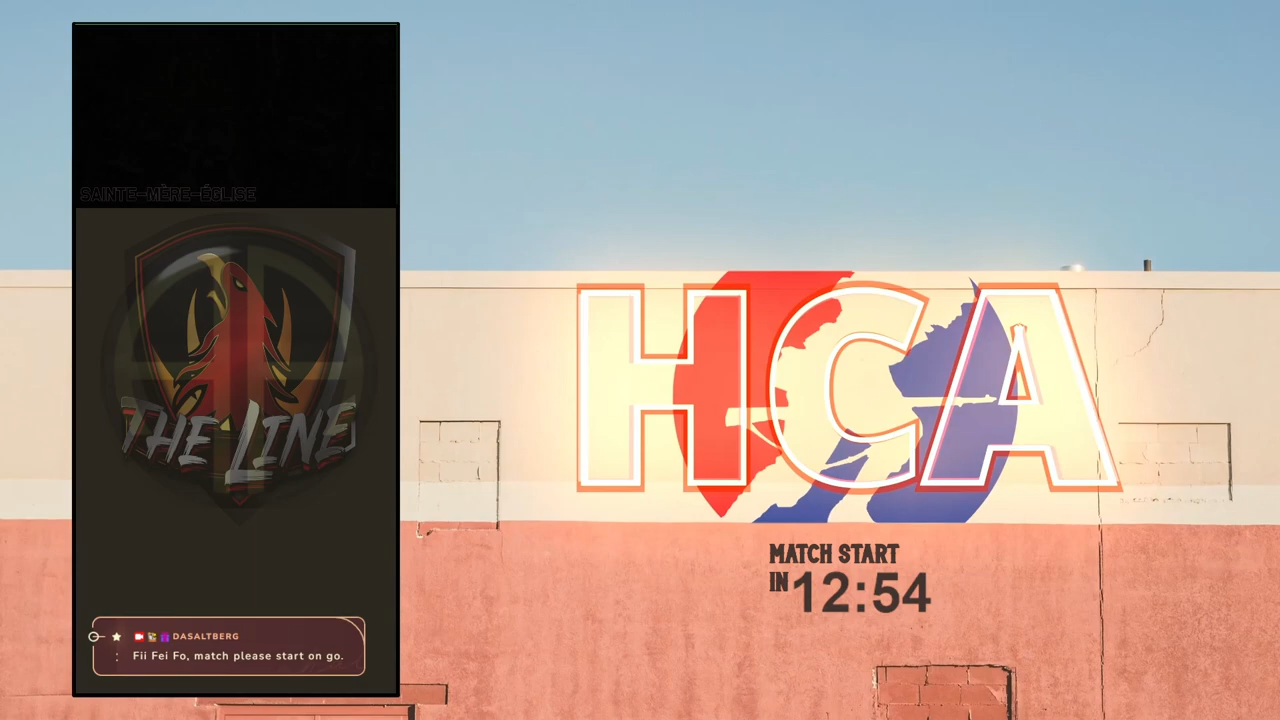 SAINTE-MÈRE-ÉGLISE
THE LINE
DASALTBERG
Fii Fei Fo, match please start on go.
HCA
MATCH START
IN 12:54